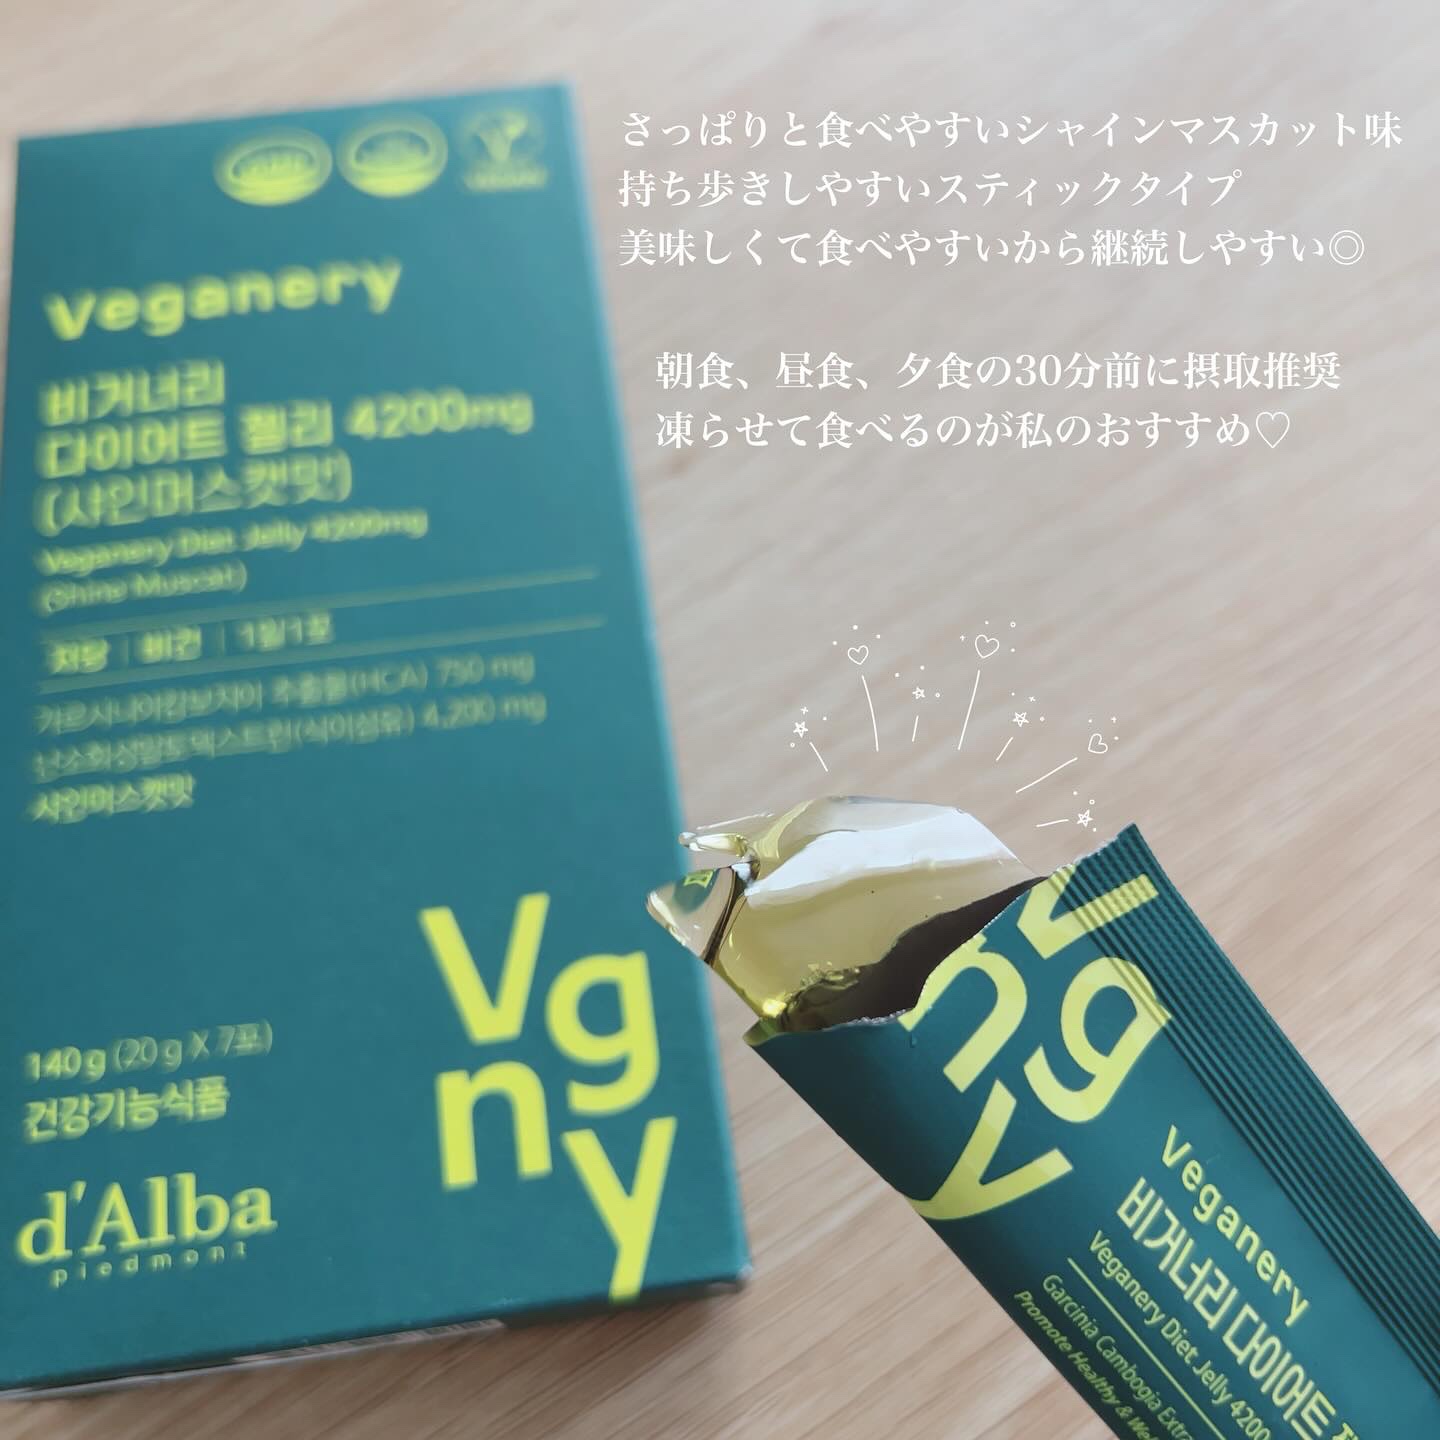 さっぱりと食べやすいシャインマスカット味
持ち歩きしやすいスティックタイプ
美味しくて食べやすいから継続しやすい◎
朝食、昼食、夕食の30分前に摂取推奨
凍らせて食べるのが私のおすすめ♡
VEGAN
veganery
비거너리
다이어트 젤리 4200mg
(샤인머스캣맛)
Veganery Diet Jelly 4200mg
(Shine Muscat)
저당 | 비건 | 1일1포
가르시니아캄보지아 추출물(HCA) 750 mg
난소화성말토덱스트린(식이섬유) 4,200 mg
샤인머스캣맛
140 g (20 g X 7포)
건강기능식품
d'Alba
piedmont
Vg
ny
Vg
ny
veganery
비거너리 다이어트
Veganery Diet Jelly 4200
Garcinia Cambogia
Promote Healthy &